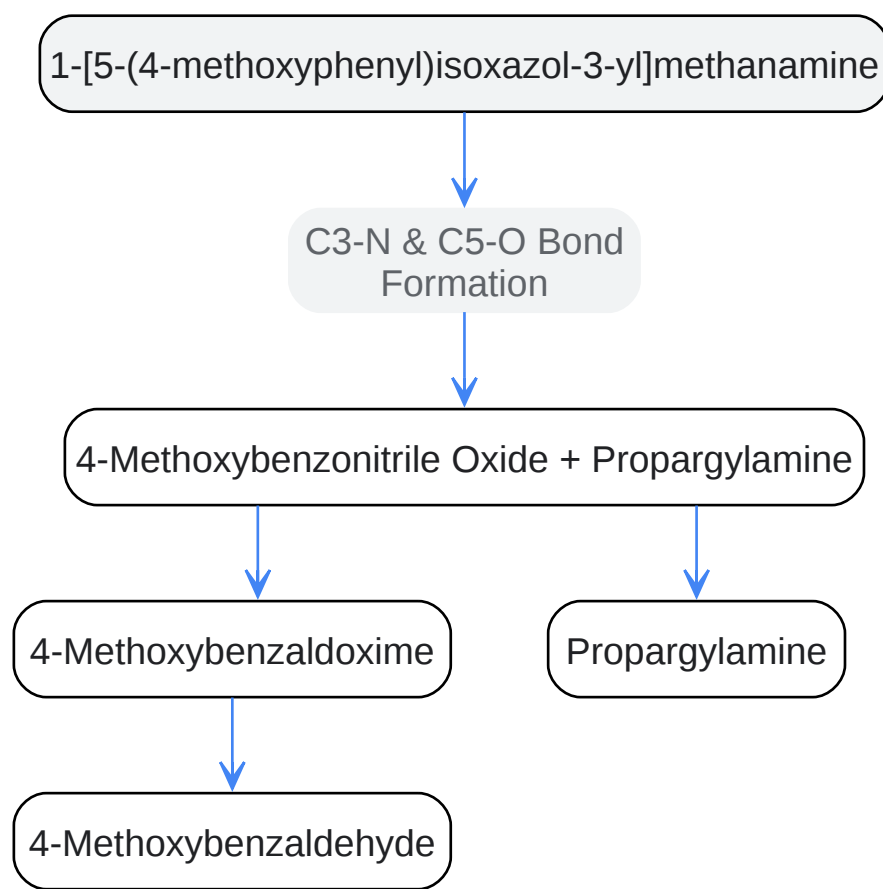 1-[5-(4-methoxyphenyl)isoxazol-3-yl]methanamine
C3-N & C5-O Bond
Formation
4-Methoxybenzonitrile Oxide + Propargylamine
4-Methoxybenzaldoxime
Propargylamine
4-Methoxybenzaldehyde